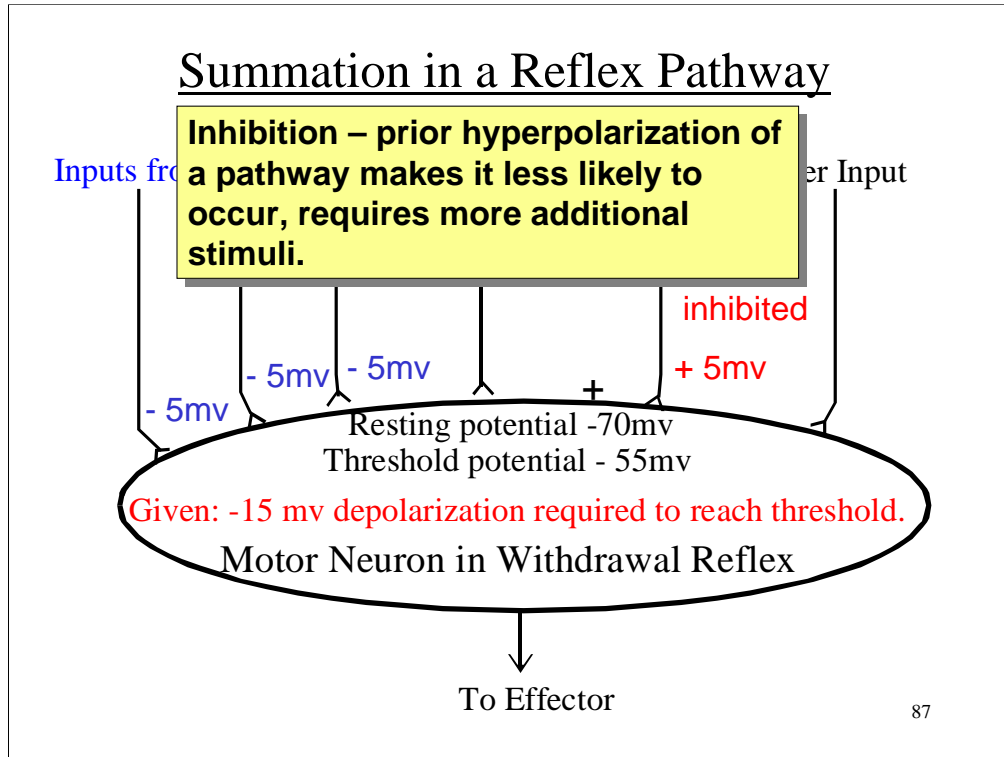 Summation in a Reflex Pathway
Inhibition – prior hyperpolarization of
a pathway makes it less likely to
occur, requires more additional
stimuli.
Inputs
er Input
inhibited
- 5mv
- 5mv
- 5mv
+
+ 5mv
Resting potential -70mv
Threshold potential - 55mv
Given: -15 mv depolarization required to reach threshold.
Motor Neuron in Withdrawal Reflex
To Effector
87